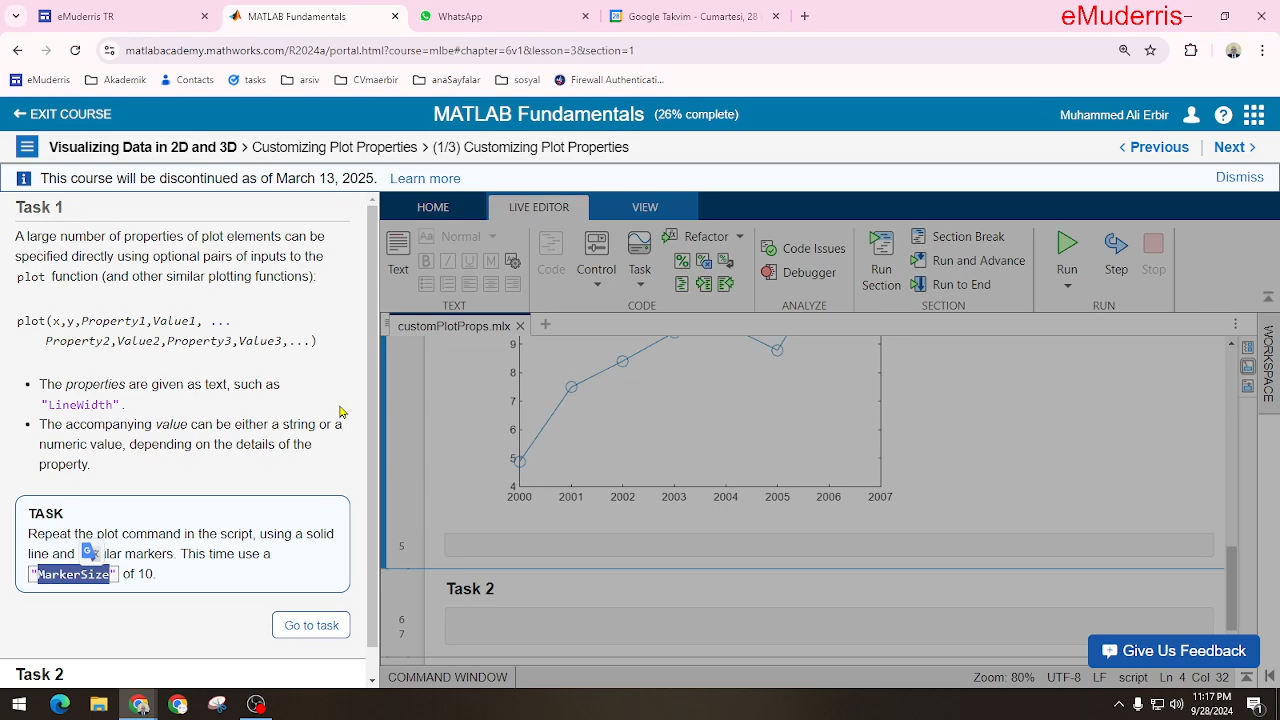 eMuderris TR
MATLAB Fundamentals
WhatsApp
Google Takvim - Cumartesi, 28
eMuderris
matlabacademy.mathworks.com/R2024a/portal.html?course=mlbe#chapter=6v1&lesson=3&section=1
eMuderris
Akademik
Contacts
tasks
arsiv
CVmaerbir
anaSayfalar
sosyal
Firewall Authenticati...
EXIT COURSE
MATLAB Fundamentals (26% complete)
Muhammed Ali Erbir
Visualizing Data in 2D and 3D > Customizing Plot Properties > (1/3) Customizing Plot Properties
< Previous
Next >
This course will be discontinued as of March 13, 2025. Learn more
Dismiss
Task 1
A large number of properties of plot elements can be
specified directly using optional pairs of inputs to the
plot function (and other similar plotting functions):
plot(x,y,Property1,Value1, ...
Property2,Value2,Property3,Value3,...)
• The properties are given as text, such as
"LineWidth".
• The accompanying value can be either a string or a
numeric value, depending on the details of the
property.
TASK
Repeat the plot command in the script, using a solid
line and ular markers. This time use a
"MarkerSize" of 10.
Go to task
Task 2
HOME
LIVE EDITOR
VIEW
Text
Aa Normal
B I U M
TEXT
Code
Control
Task
Refactor
CODE
Code Issues
Debugger
ANALYZE
Run
Section
Section Break
Run and Advance
Run to End
SECTION
Run
Step
Stop
RUN
customPlotProps.mlx
WORKSPACE
9
8
7
6
5
4
2000 2001 2002 2003 2004 2005 2006 2007
5
Task 2
6
7
Give Us Feedback
COMMAND WINDOW
Zoom: 80% UTF-8 LF script Ln 4 Col 32
11:17 PM
9/28/2024